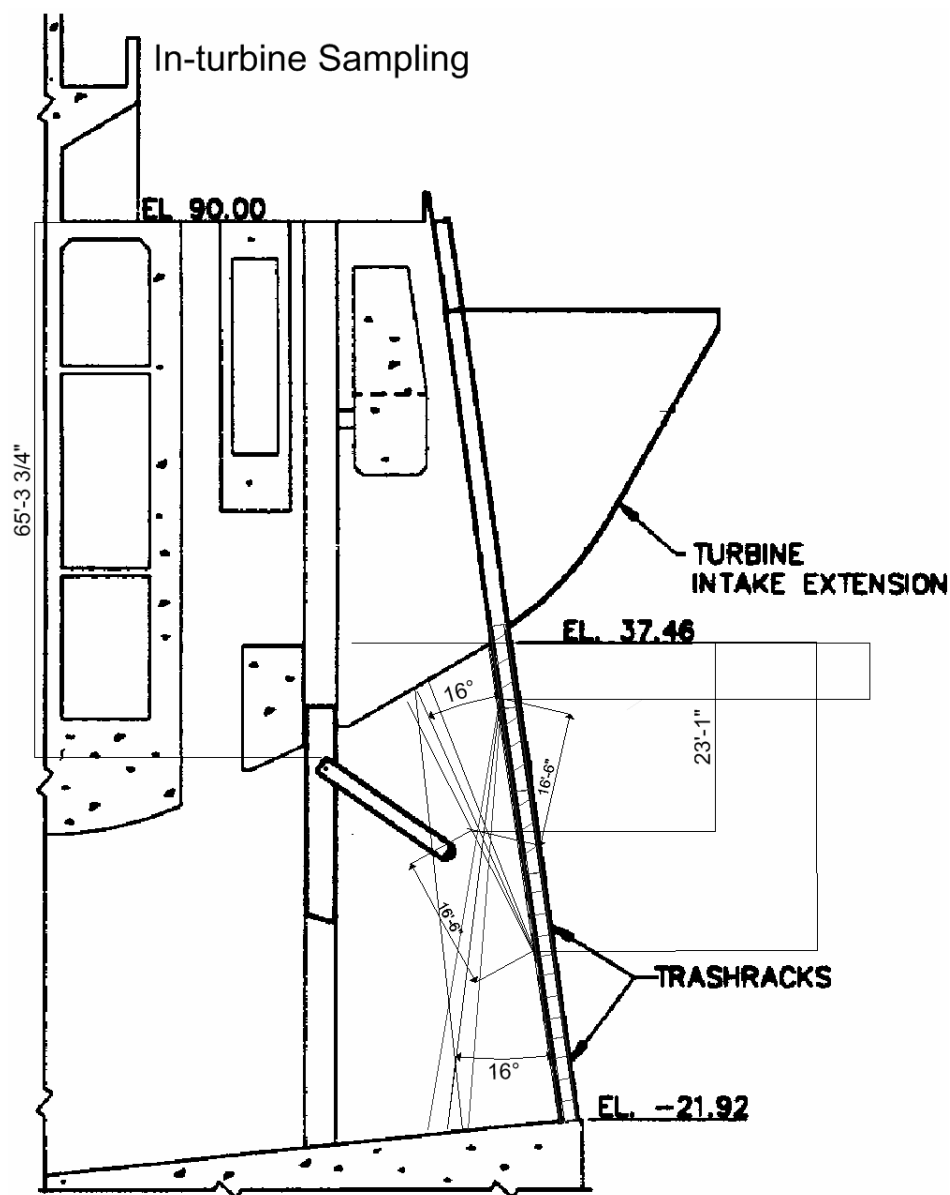 In-turbine Sampling
EL 90.00
65'-3 3/4"
TURBINE
INTAKE EXTENSION
EL. 37.46
16°
23'-1"
16'-6"
16'-6"
TRASHRACKS
16°
EL. -21.92